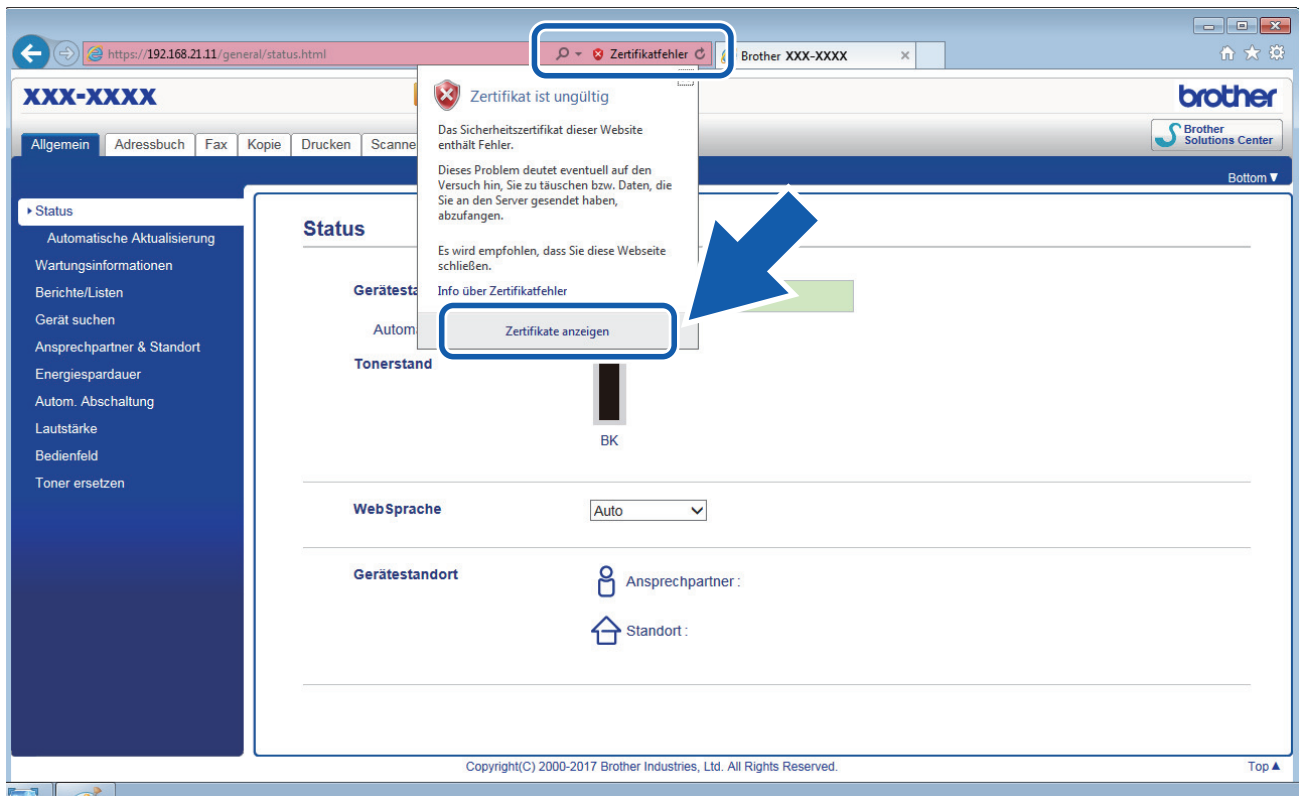 https://192.168.21.11/general/status.html
Zertifikatfehler
Brother XXX-XXXX
XXX-XXXX
brother
Brother
Solutions Center
Allgemein
Adressbuch
Fax
Kopie
Drucken
Bottom▼
Zertifikat ist ungültig
Das Sicherheitszertifikat dieser Website
enthält Fehler.
Dieses Problem deutet eventuell auf den
Versuch hin, Sie zu täuschen bzw. Daten, die
Sie an den Server gesendet haben,
abzufangen.
Es wird empfohlen, dass Sie diese Webseite
schließen.
Info über Zertifikatfehler
Zertifikate anzeigen
Status
Automatische Aktualisierung
Wartungsinformationen
Berichte/Listen
Gerät suchen
Ansprechpartner & Standort
Energiespardauer
Autom. Abschaltung
Lautstärke
Bedienfeld
Toner ersetzen
Status
Tonerstand
BK
WebSprache
Auto
Gerätestandort
Ansprechpartner :
Standort :
Copyright(C) 2000-2017 Brother Industries, Ltd. All Rights Reserved.
Top▲